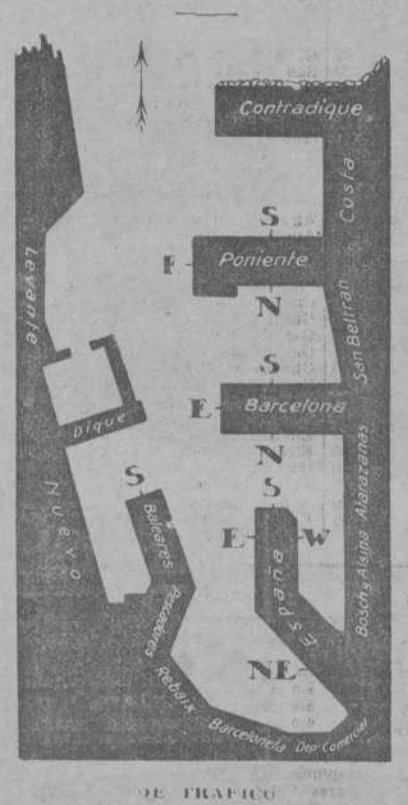 Contradique
Costa
S
Levante
E
Poniente
N
San Beltran
S
E
Barcelona
N
Dique
Nuevo
S
Baleares
S
E
España
W
Bosch y Alsina
Atarazanas
Pescadores
NE
Rebaix
Barceloneta
Dep. Comercial
DE TRAFICO